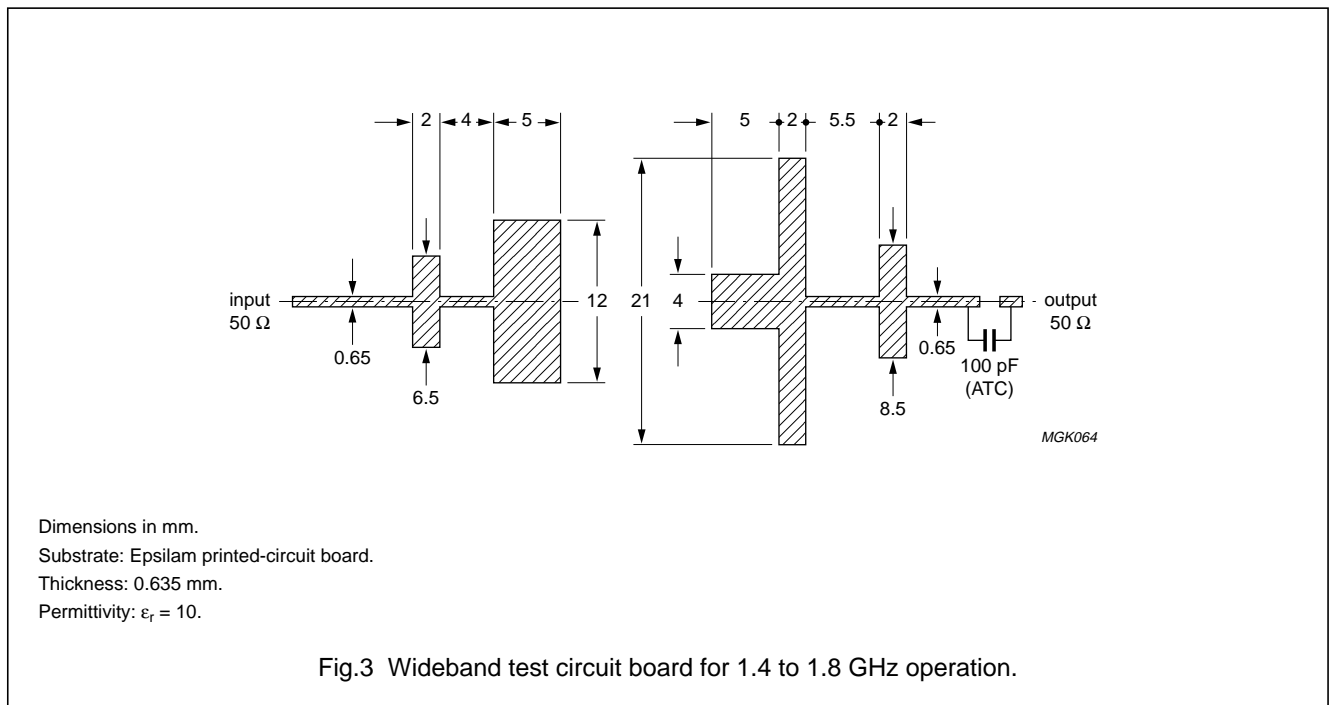 2 4 5 5 2 5.5 2
input
50 Ω
0.65
6.5
12
21
4
0.65
8.5
100 pF
(ATC)
output
50 Ω
MGK064
Dimensions in mm.
Substrate: Epsilam printed-circuit board.
Thickness: 0.635 mm.
Permittivity: εr = 10.
Fig.3 Wideband test circuit board for 1.4 to 1.8 GHz operation.